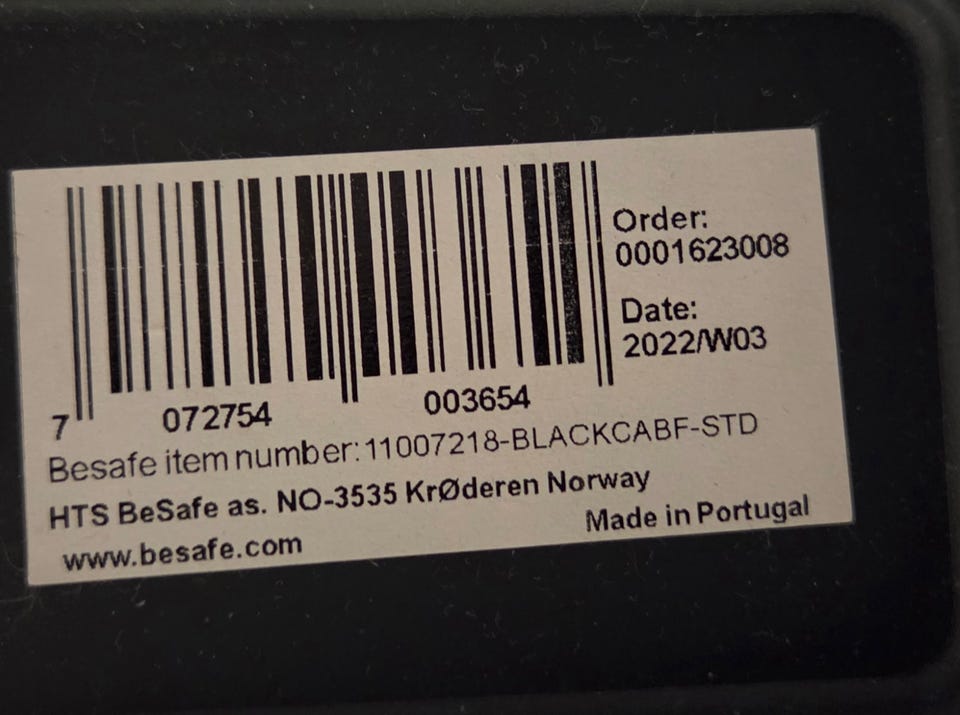 Order:
0001623008
Date:
2022/W03
7 072754 003654
Besafe item number: 11007218-BLACKCABF-STD
HTS BeSafe as. NO-3535 KrØderen Norway
www.besafe.com
Made in Portugal